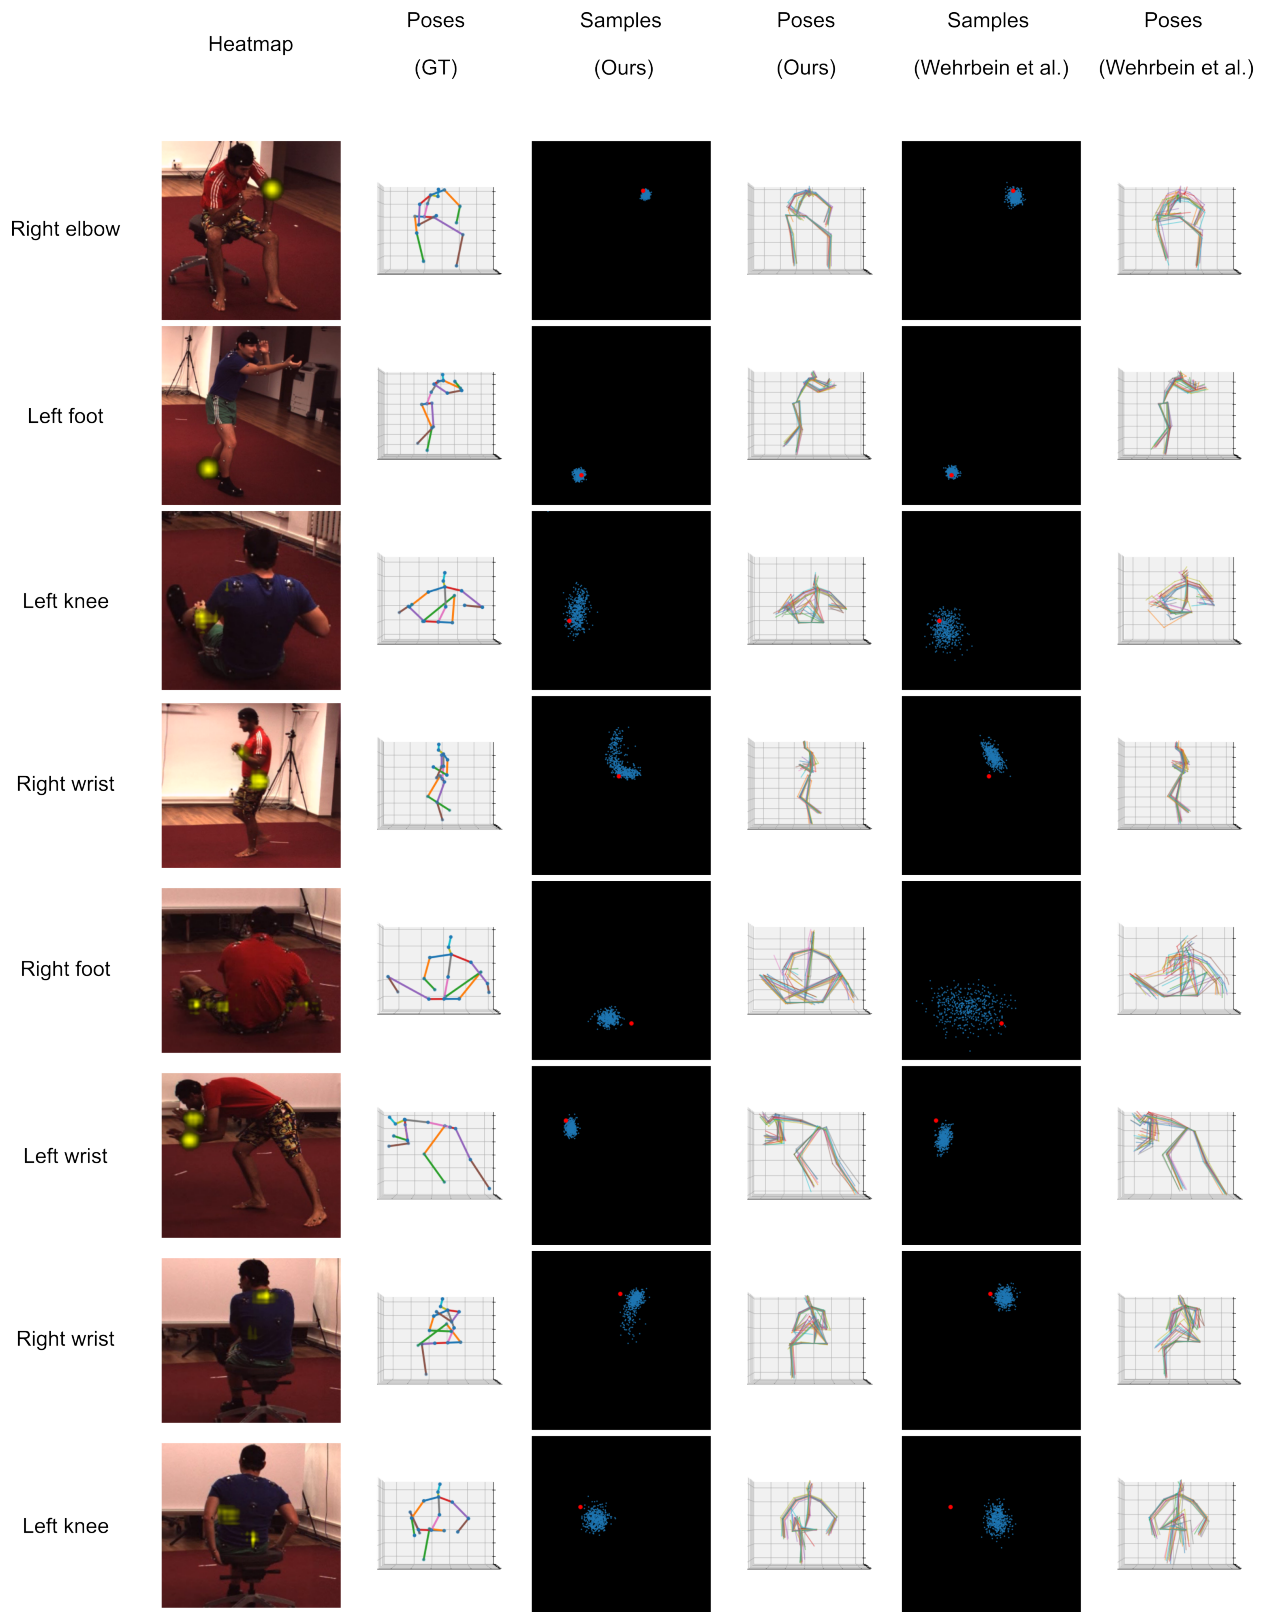 Heatmap
Poses
(GT)
Samples
(Ours)
Poses
(Ours)
Samples
(Wehrbein et al.)
Poses
(Wehrbein et al.)
Right elbow
Left foot
Left knee
Right wrist
Right foot
Left wrist
Right wrist
Left knee